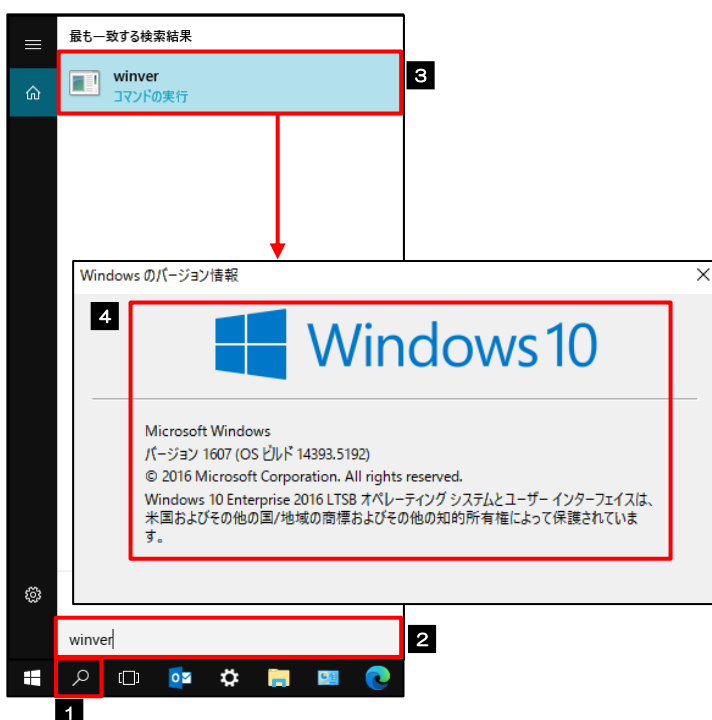 最も一致する検索結果
winver
コマンドの実行
3
Windows のバージョン情報
4
Windows 10
Microsoft Windows
バージョン 1607 (OS ビルド 14393.5192)
© 2016 Microsoft Corporation. All rights reserved.
Windows 10 Enterprise 2016 LTSB オペレーティング システムとユーザー インターフェイスは、
米国およびその他の国/地域の商標およびその他の知的所有権によって保護されていま
す。
winver
2
1